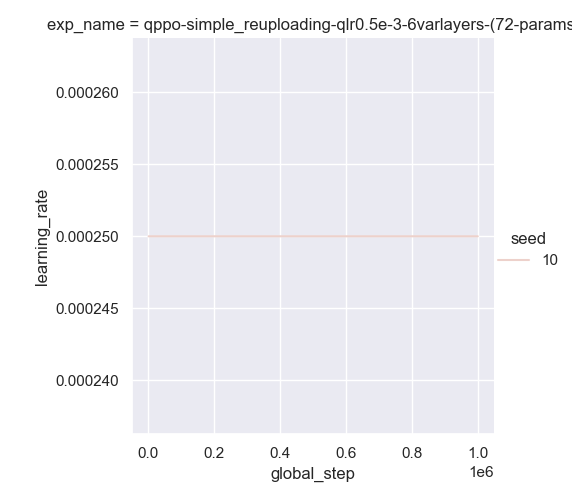 exp_name = qppo-simple_reuploading-qlr0.5e-3-6varlayers-(72-params
0.000260
0.000255
0.000250
0.000245
0.000240
learning_rate
seed
10
0.0 0.2 0.4 0.6 0.8 1.0
1e6
global_step